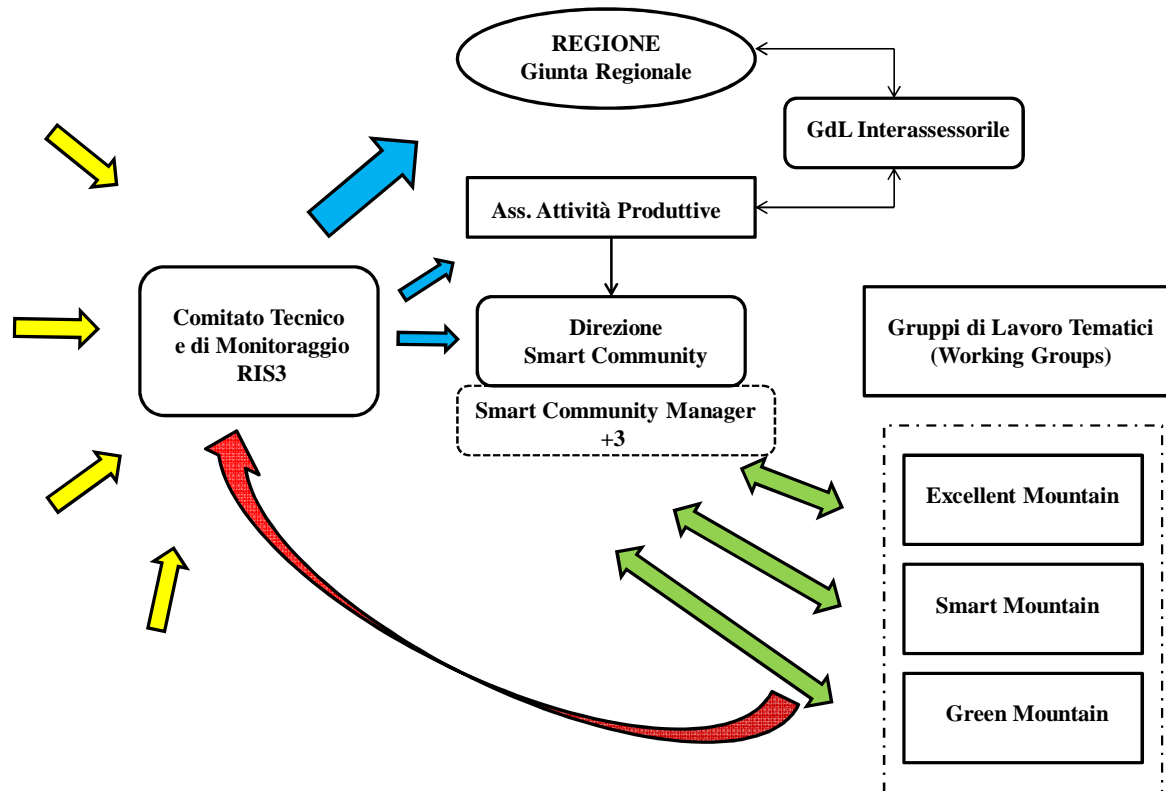 REGIONE
Giunta Regionale
GdL Interassessorile
Ass. Attività Produttive
Comitato Tecnico
e di Monitoraggio
RIS3
Direzione
Smart Community
Smart Community Manager
+3
Gruppi di Lavoro Tematici
(Working Groups)
Excellent Mountain
Smart Mountain
Green Mountain